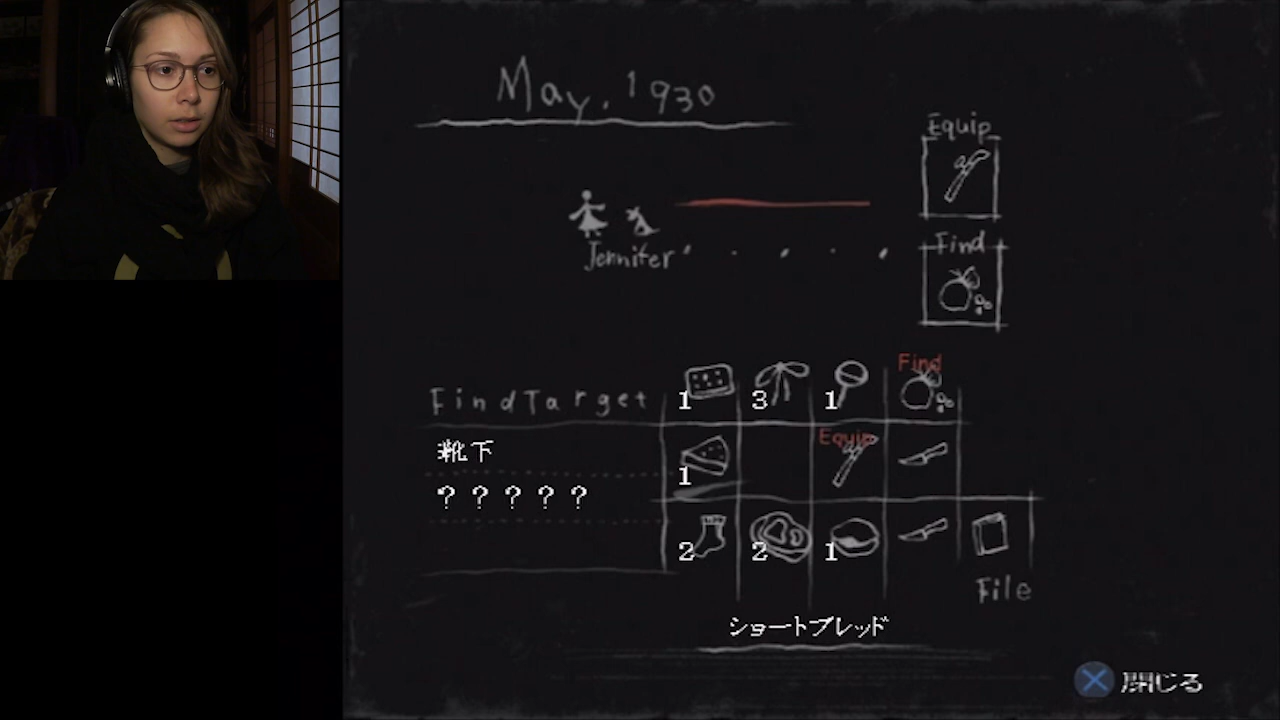 May, 1930
Equip
Find
Jennifer
Find
FindTarget
1
3
1
靴下
Equip
1
?????
2
2
1
File
ショートブレッド
閉じる